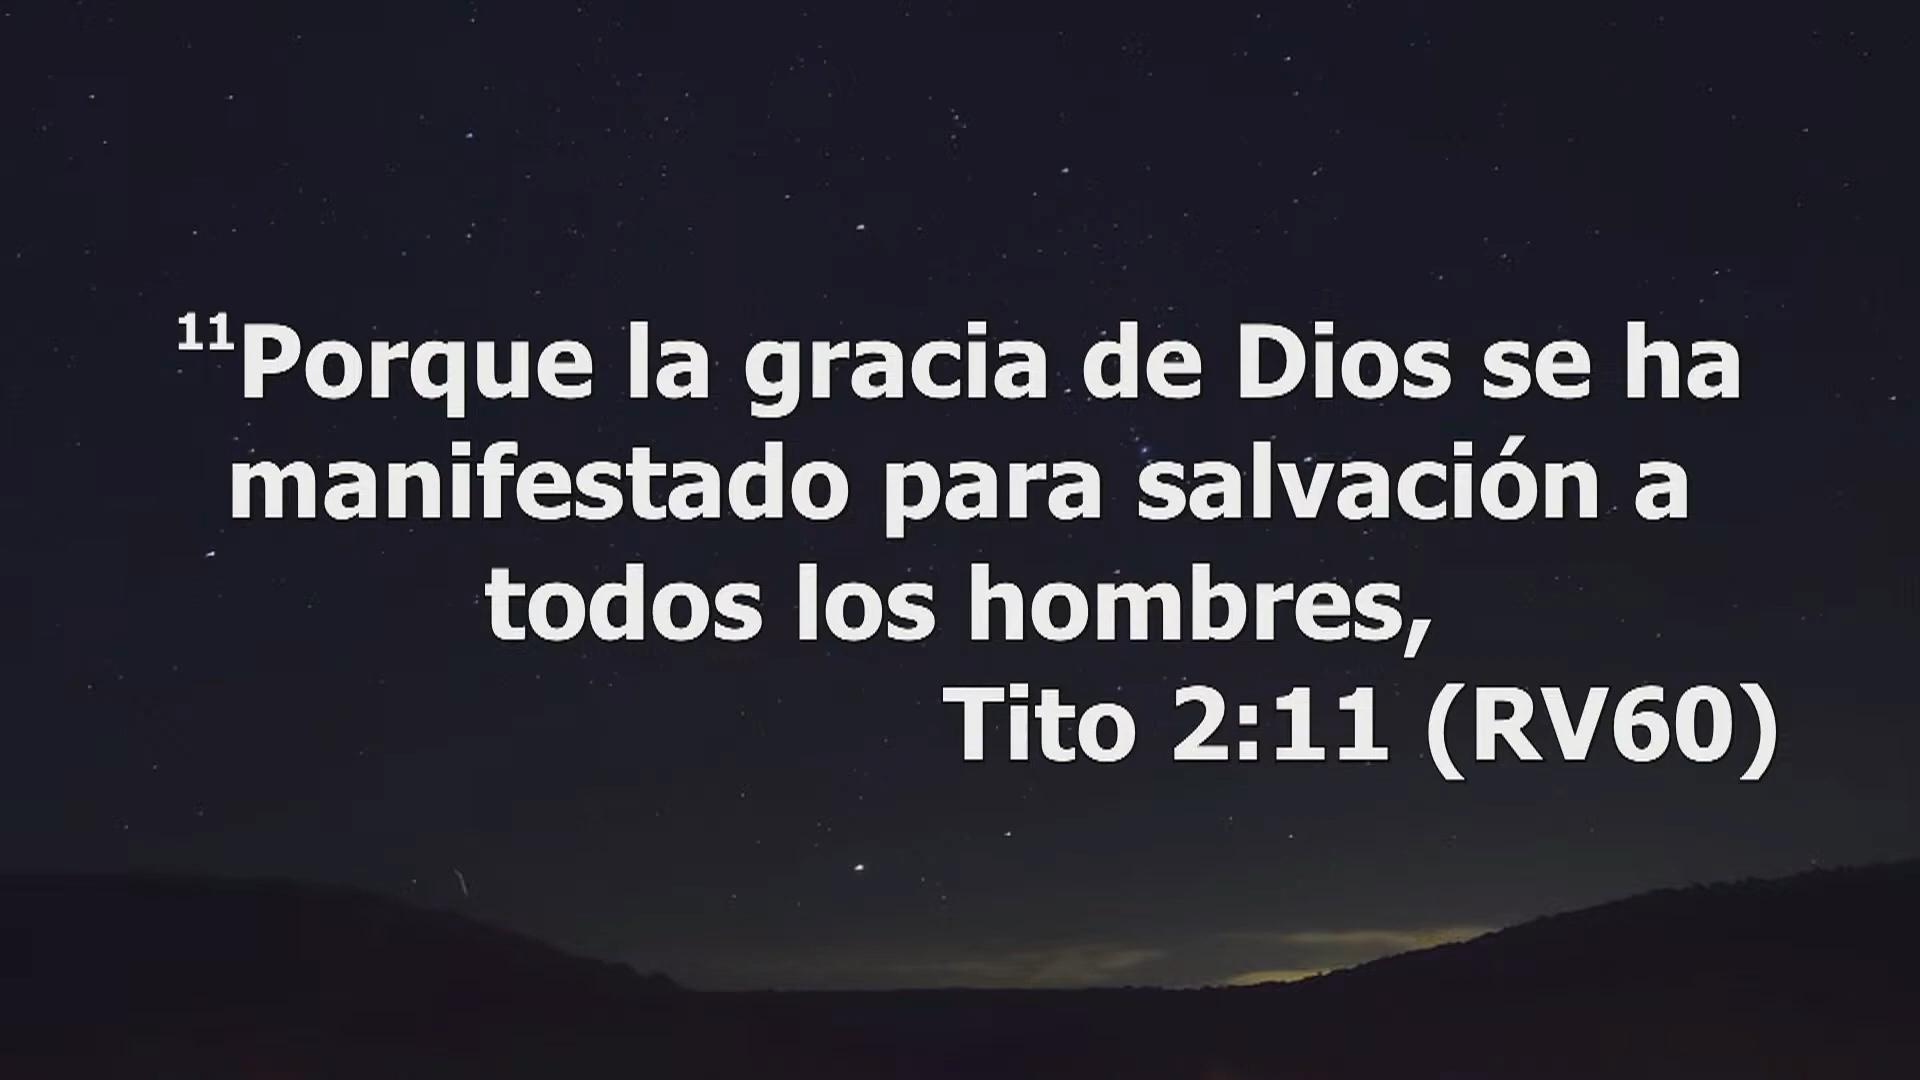 ¹¹Porque la gracia de Dios se ha
manifestado para salvación a
todos los hombres,
Tito 2:11 (RV60)